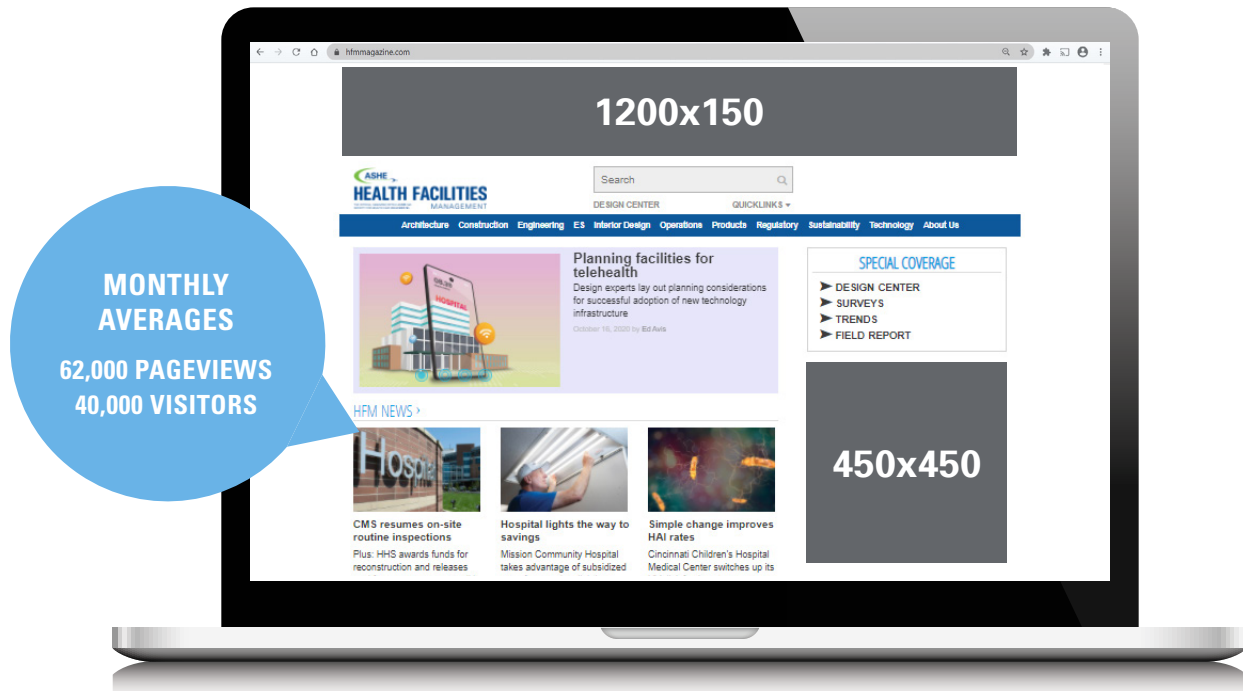 hfmmagazine.com
1200x150
ASHE
HEALTH FACILITIES
MANAGEMENT
Search
DESIGN CENTER QUICKLINKS
Architecture Construction Engineering ES Interior Design Operations Products Regulatory Sustainability Technology About Us
08.36
HOSPITAL
Planning facilities for
telehealth
Design experts lay out planning considerations
for successful adoption of new technology
infrastructure
October 16, 2020 by Ed Avis
SPECIAL COVERAGE
➤ DESIGN CENTER
➤ SURVEYS
➤ TRENDS
➤ FIELD REPORT
MONTHLY
AVERAGES
62,000 PAGEVIEWS
40,000 VISITORS
HFM NEWS ›
Hospital
450x450
CMS resumes on-site
routine inspections
Plus: HHS awards funds for
reconstruction and releases
Hospital lights the way to
savings
Mission Community Hospital
takes advantage of subsidized
Simple change improves
HAI rates
Cincinnati Children's Hospital
Medical Center switches up its